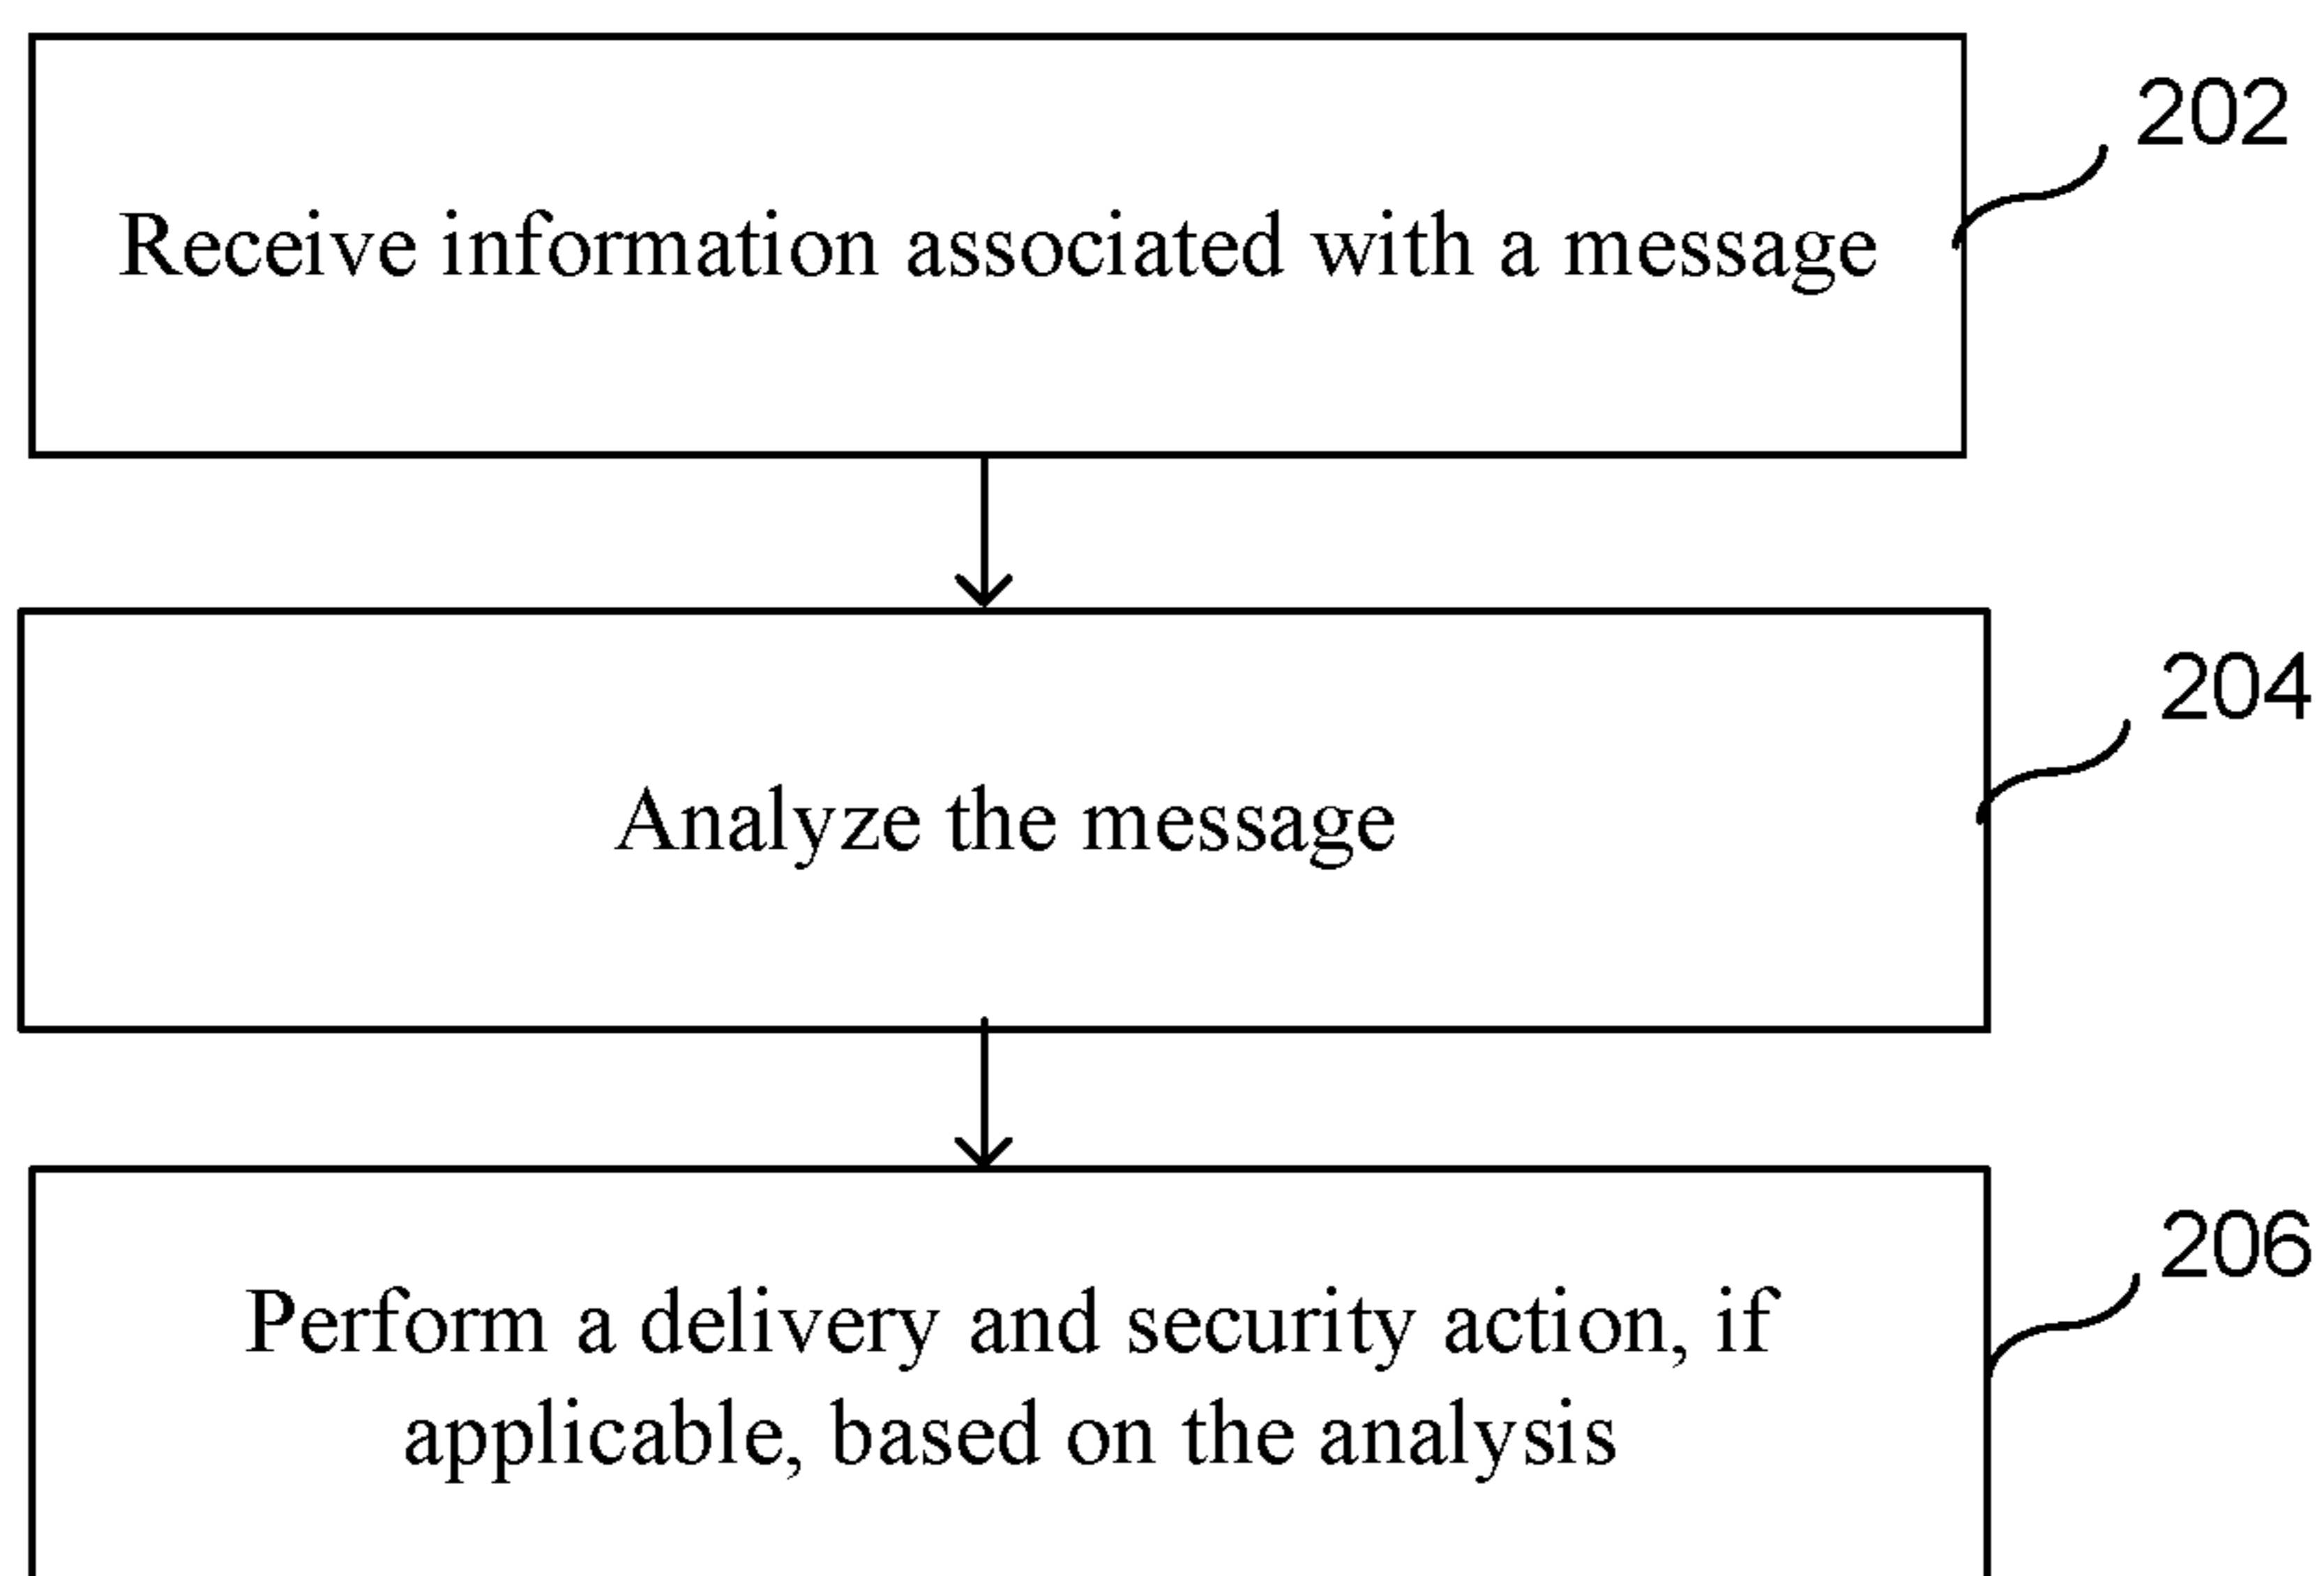 202
Receive information associated with a message
204
Analyze the message
206
Perform a delivery and security action, if
applicable, based on the analysis